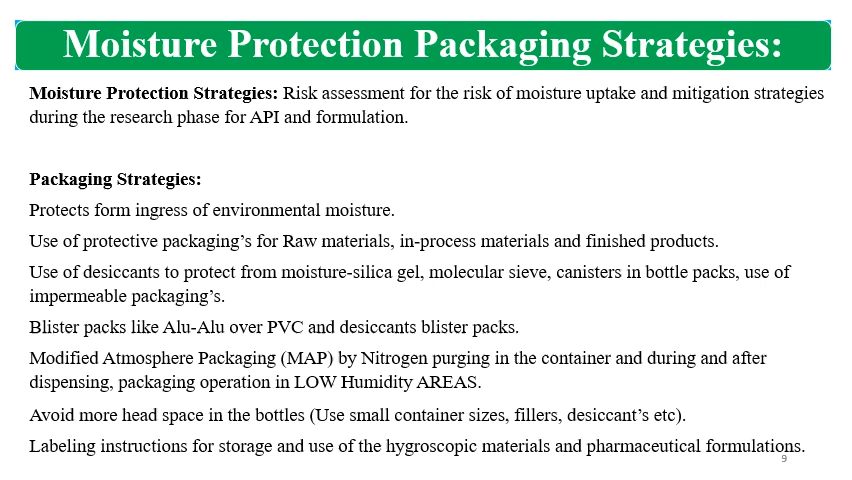 Moisture Protection Packaging Strategies:
Moisture Protection Strategies: Risk assessment for the risk of moisture uptake and mitigation strategies
during the research phase for API and formulation.
Packaging Strategies:
Protects form ingress of environmental moisture.
Use of protective packaging’s for Raw materials, in-process materials and finished products.
Use of desiccants to protect from moisture-silica gel, molecular sieve, canisters in bottle packs, use of
impermeable packaging’s.
Blister packs like Alu-Alu over PVC and desiccants blister packs.
Modified Atmosphere Packaging (MAP) by Nitrogen purging in the container and during and after
dispensing, packaging operation in LOW Humidity AREAS.
Avoid more head space in the bottles (Use small container sizes, fillers, desiccant’s etc).
Labeling instructions for storage and use of the hygroscopic materials and pharmaceutical formulations.
9